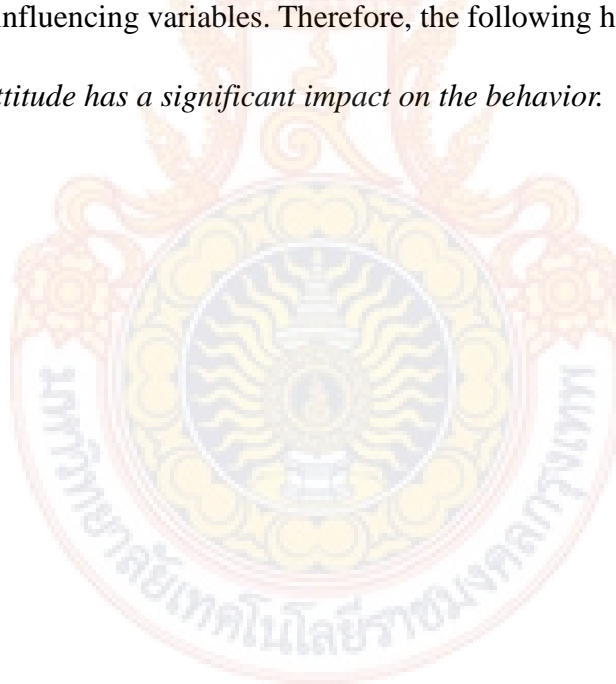 influencing variables. Therefore, the following h
ttitude has a significant impact on the behavior.
มหาวิทยาลัยเทคโนโลยีราชมงคลกรุงเทพ